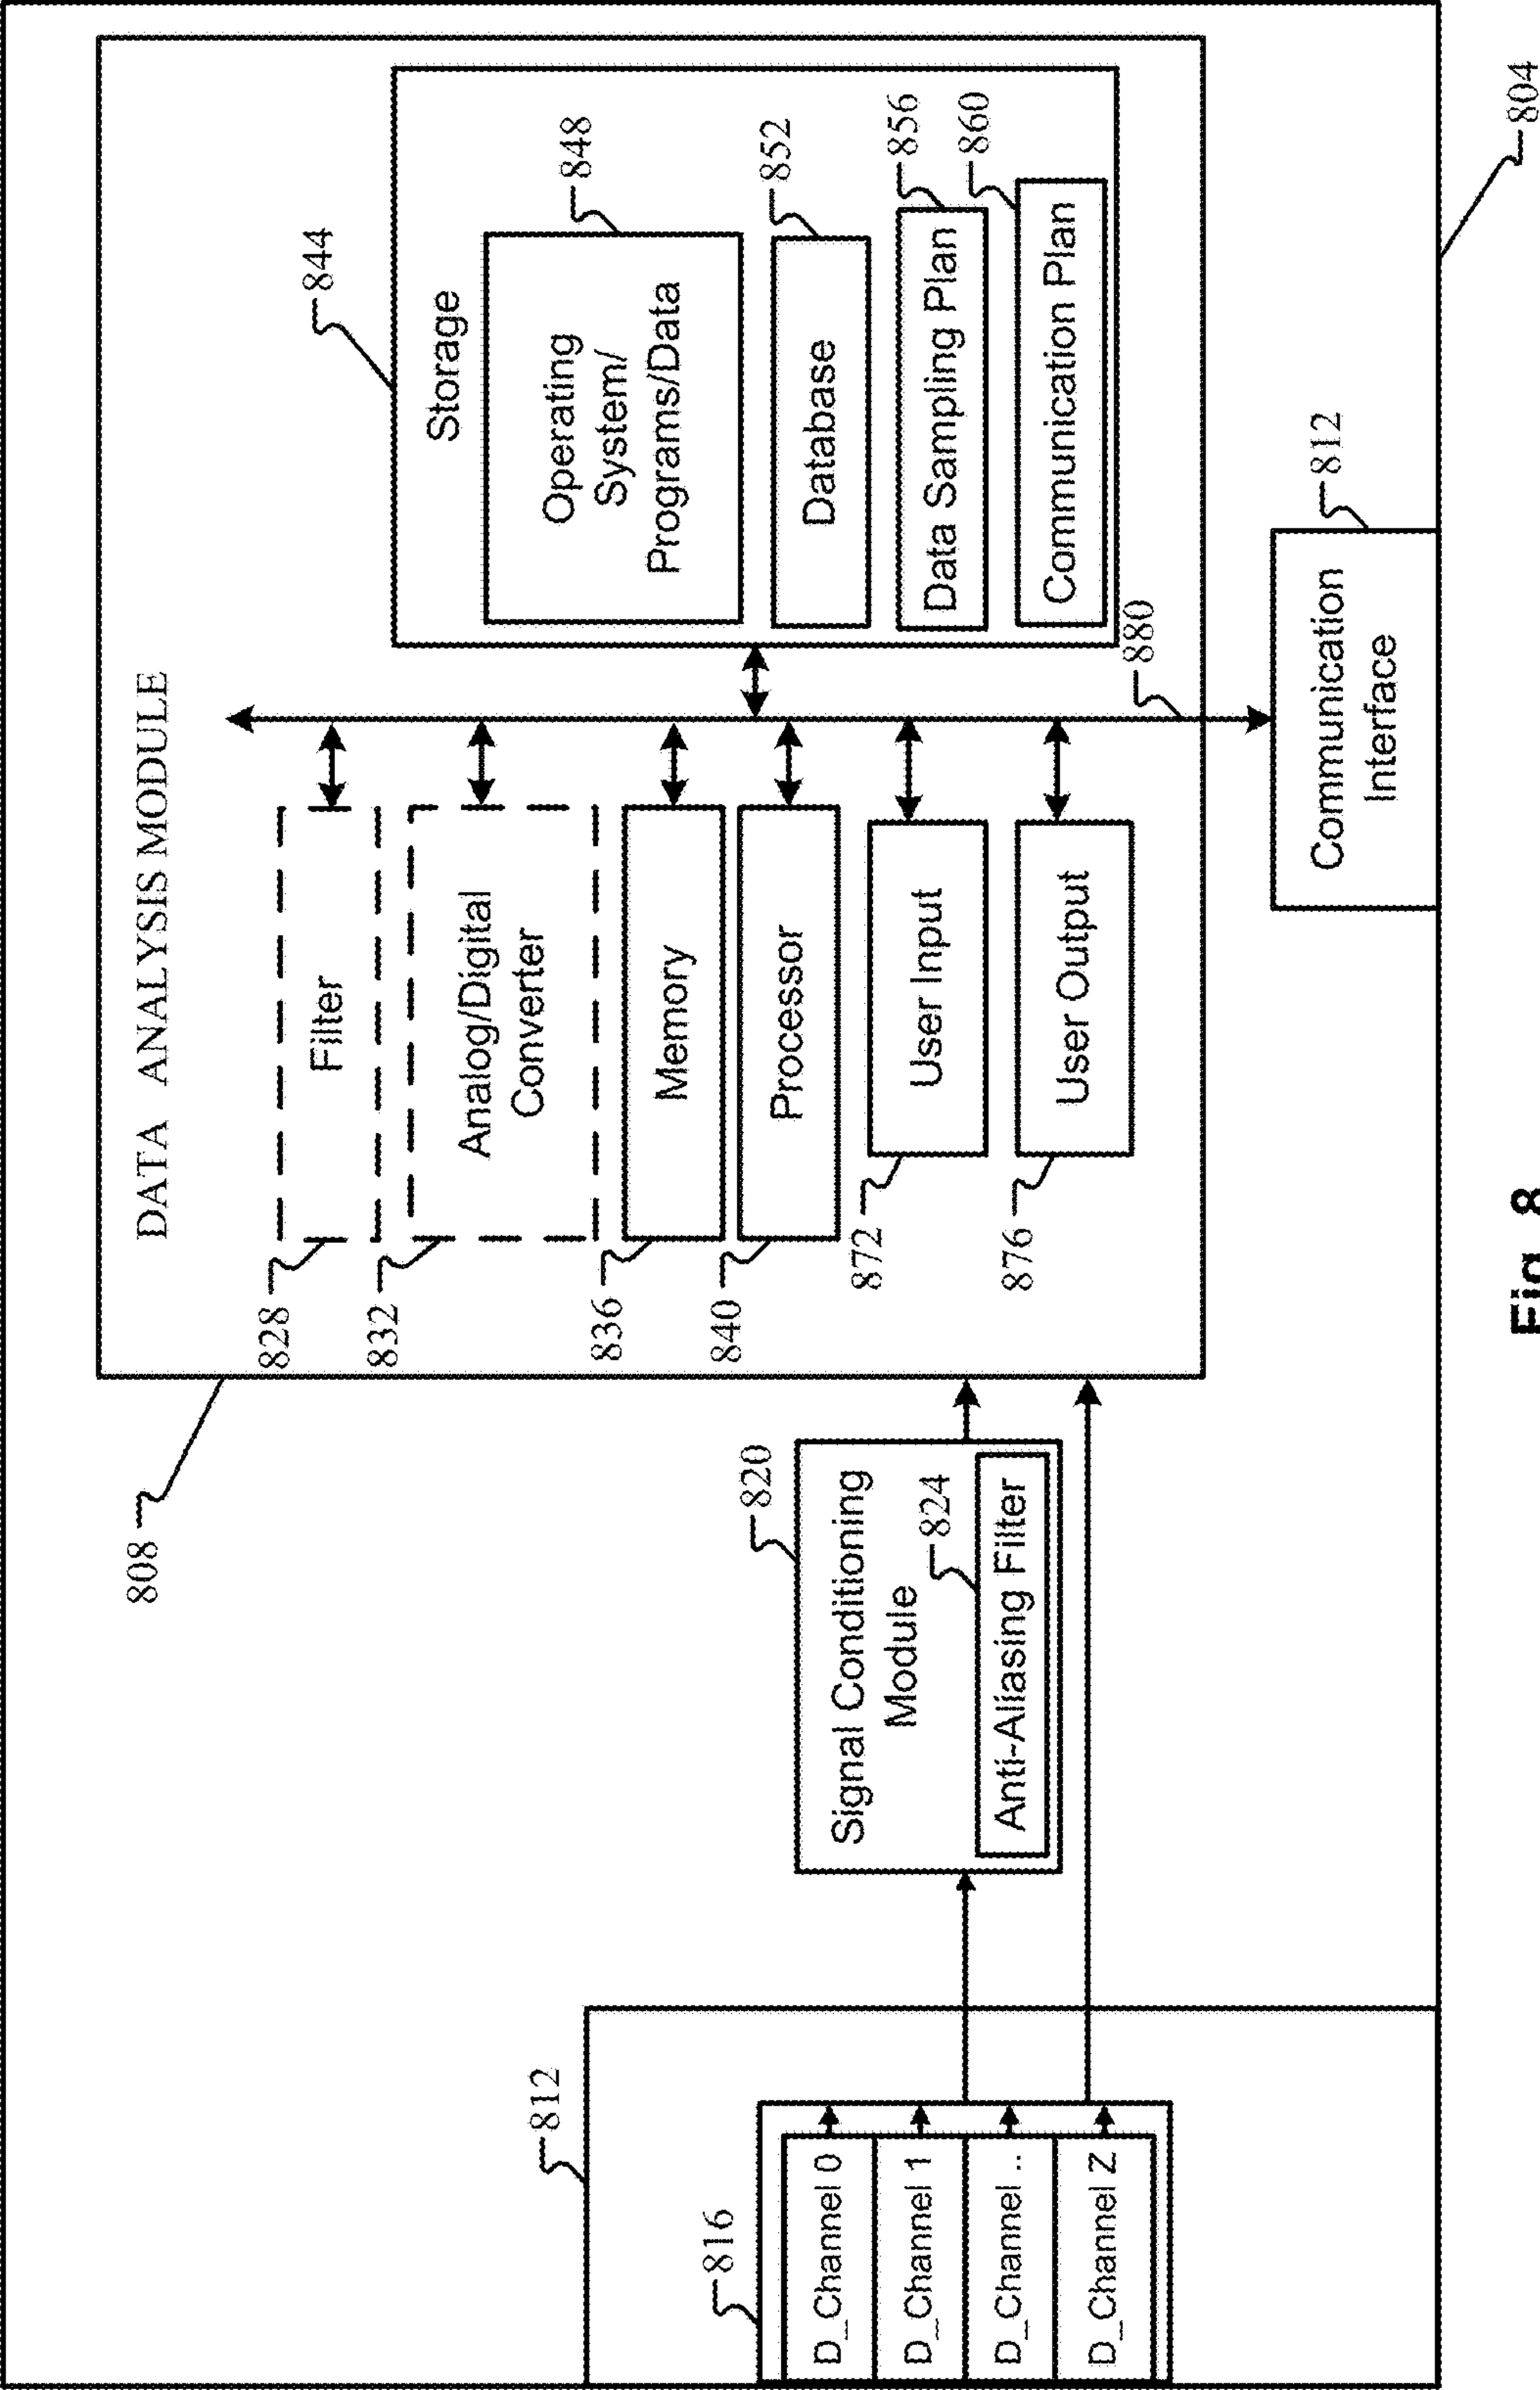 DATA ANALYSIS MODULE
808
828
Filter
832
Analog/Digital
Converter
836
Memory
840
Processor
872
User Input
876
User Output
844
Storage
848
Operating
System/
Programs/Data
852
Database
856
Data Sampling Plan
860
Communication Plan
880
812
Communication
Interface
804
820
Signal Conditioning
Module
824
Anti-Aliasing Filter
812
816
D_Channel 0
D_Channel 1
D_Channel ..
D_Channel Z
Fig. 8